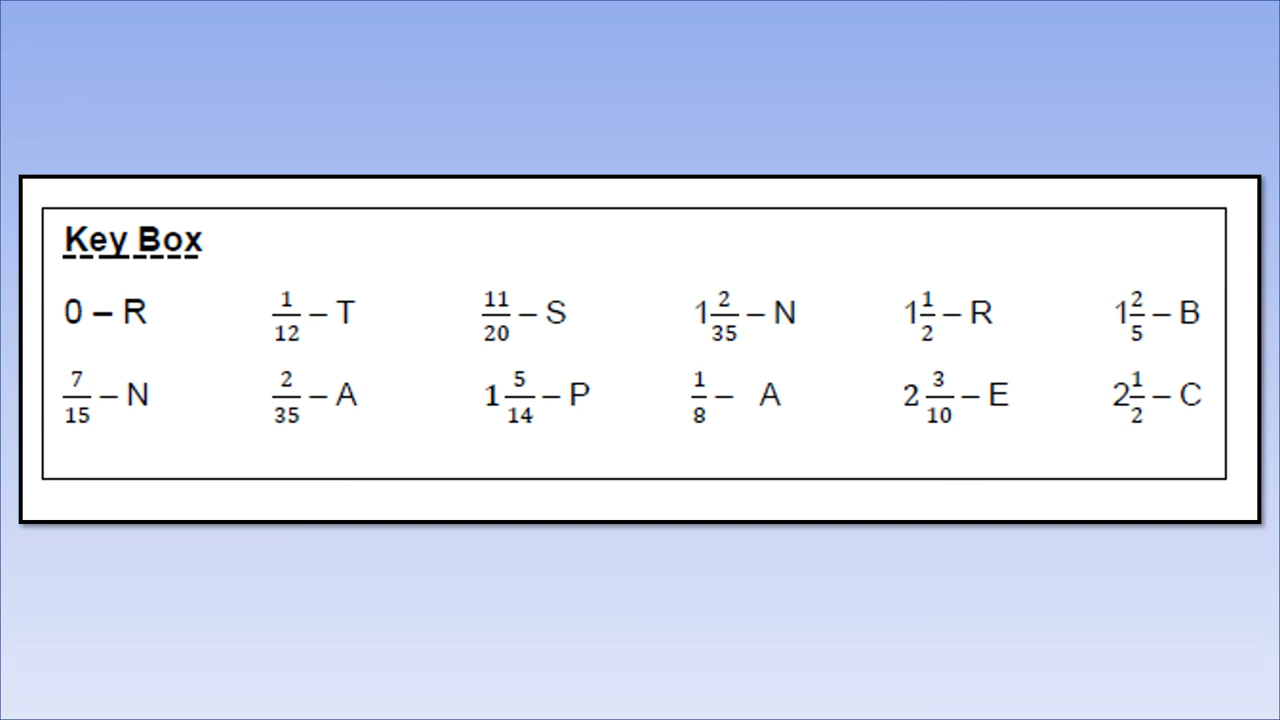 Key Box
0 – R 1/12 – T 11/20 – S 1 2/35 – N 1 1/2 – R 1 2/5 – B
7/15 – N 2/35 – A 1 5/14 – P 1/8 – A 2 3/10 – E 2 1/2 – C